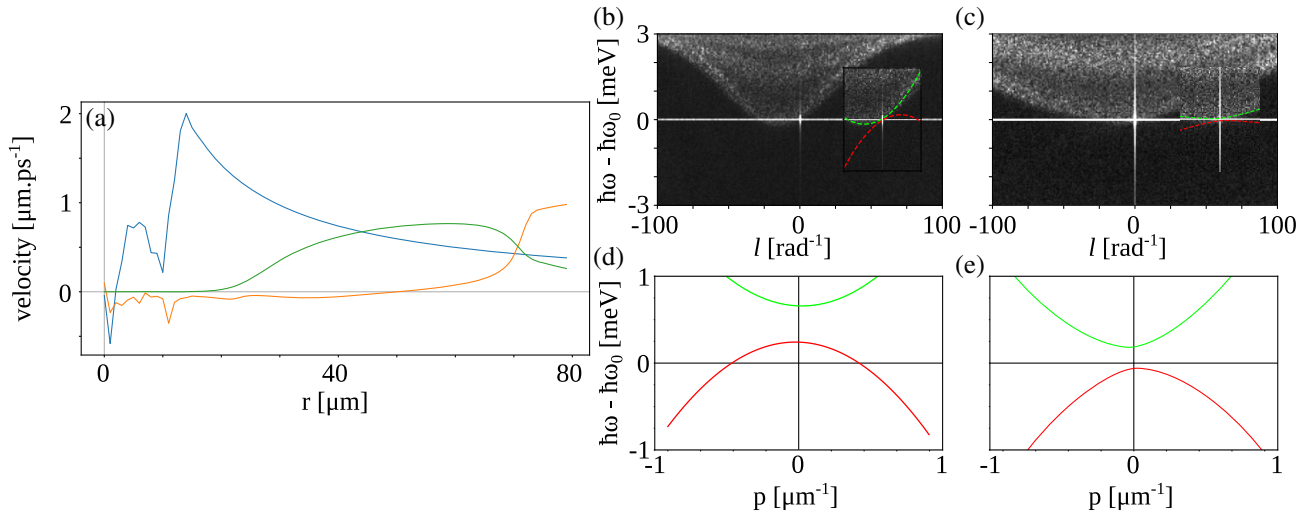 (a)
velocity [μm.ps⁻¹]
2
1
0
0
40
80
r [μm]
(b)
ħω - ħω₀ [meV]
3
0
-3
-100
0
100
l [rad⁻¹]
(c)
-100
0
100
l [rad⁻¹]
(d)
ħω - ħω₀ [meV]
1
0
-1
-1
0
1
p [μm⁻¹]
(e)
-1
0
1
p [μm⁻¹]